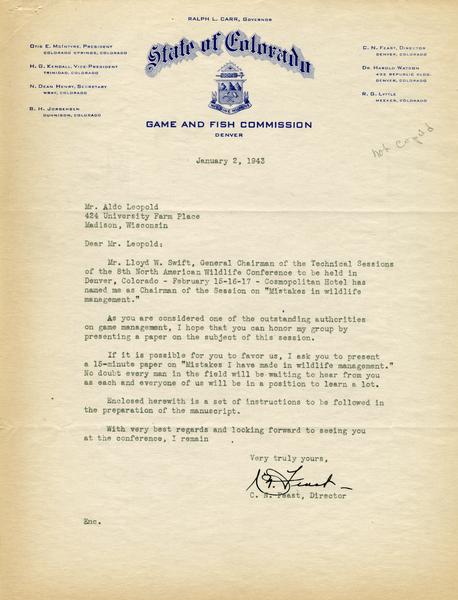 RALPH L. CARR, GOVERNOR
State of Colorado
GAME AND FISH COMMISSION
DENVER
OTIS E. MCINTYRE, PRESIDENT
COLORADO SPRINGS, COLORADO
H. G. KENDALL, VICE-PRESIDENT
TRINIDAD, COLORADO
N. DEAN HENRY, SECRETARY
WRAY, COLORADO
B. H. JORGENSEN
GUNNISON, COLORADO
C. N. FEAST, DIRECTOR
DENVER, COLORADO
DR. HAROLD WATSON
422 REPUBLIC BLDG.
DENVER, COLORADO
R. G. LYTTLE
MEEKER, COLORADO
not copied
January 2, 1943
Mr. Aldo Leopold
424 University Farm Place
Madison, Wisconsin
Dear Mr. Leopold:
Mr. Lloyd W. Swift, General Chairman of the Technical Sessions
of the 8th North American Wildlife Conference to be held in
Denver, Colorado - February 15-16-17 - Cosmopolitan Hotel has
named me as Chairman of the Session on "Mistakes in wildlife
management."
As you are considered one of the outstanding authorities
on game management, I hope that you can honor my group by
presenting a paper on the subject of this session.
If it is possible for you to favor us, I ask you to present
a 15-minute paper on "Mistakes I have made in wildlife management."
No doubt every man in the field will be waiting to hear from you
as each and everyone of us will be in a position to learn a lot.
Enclosed herewith is a set of instructions to be followed in
the preparation of the manuscript.
With very best regards and looking forward to seeing you
at the conference, I remain
Very truly yours,
C. N. Feast
C. N. Feast, Director
Enc.